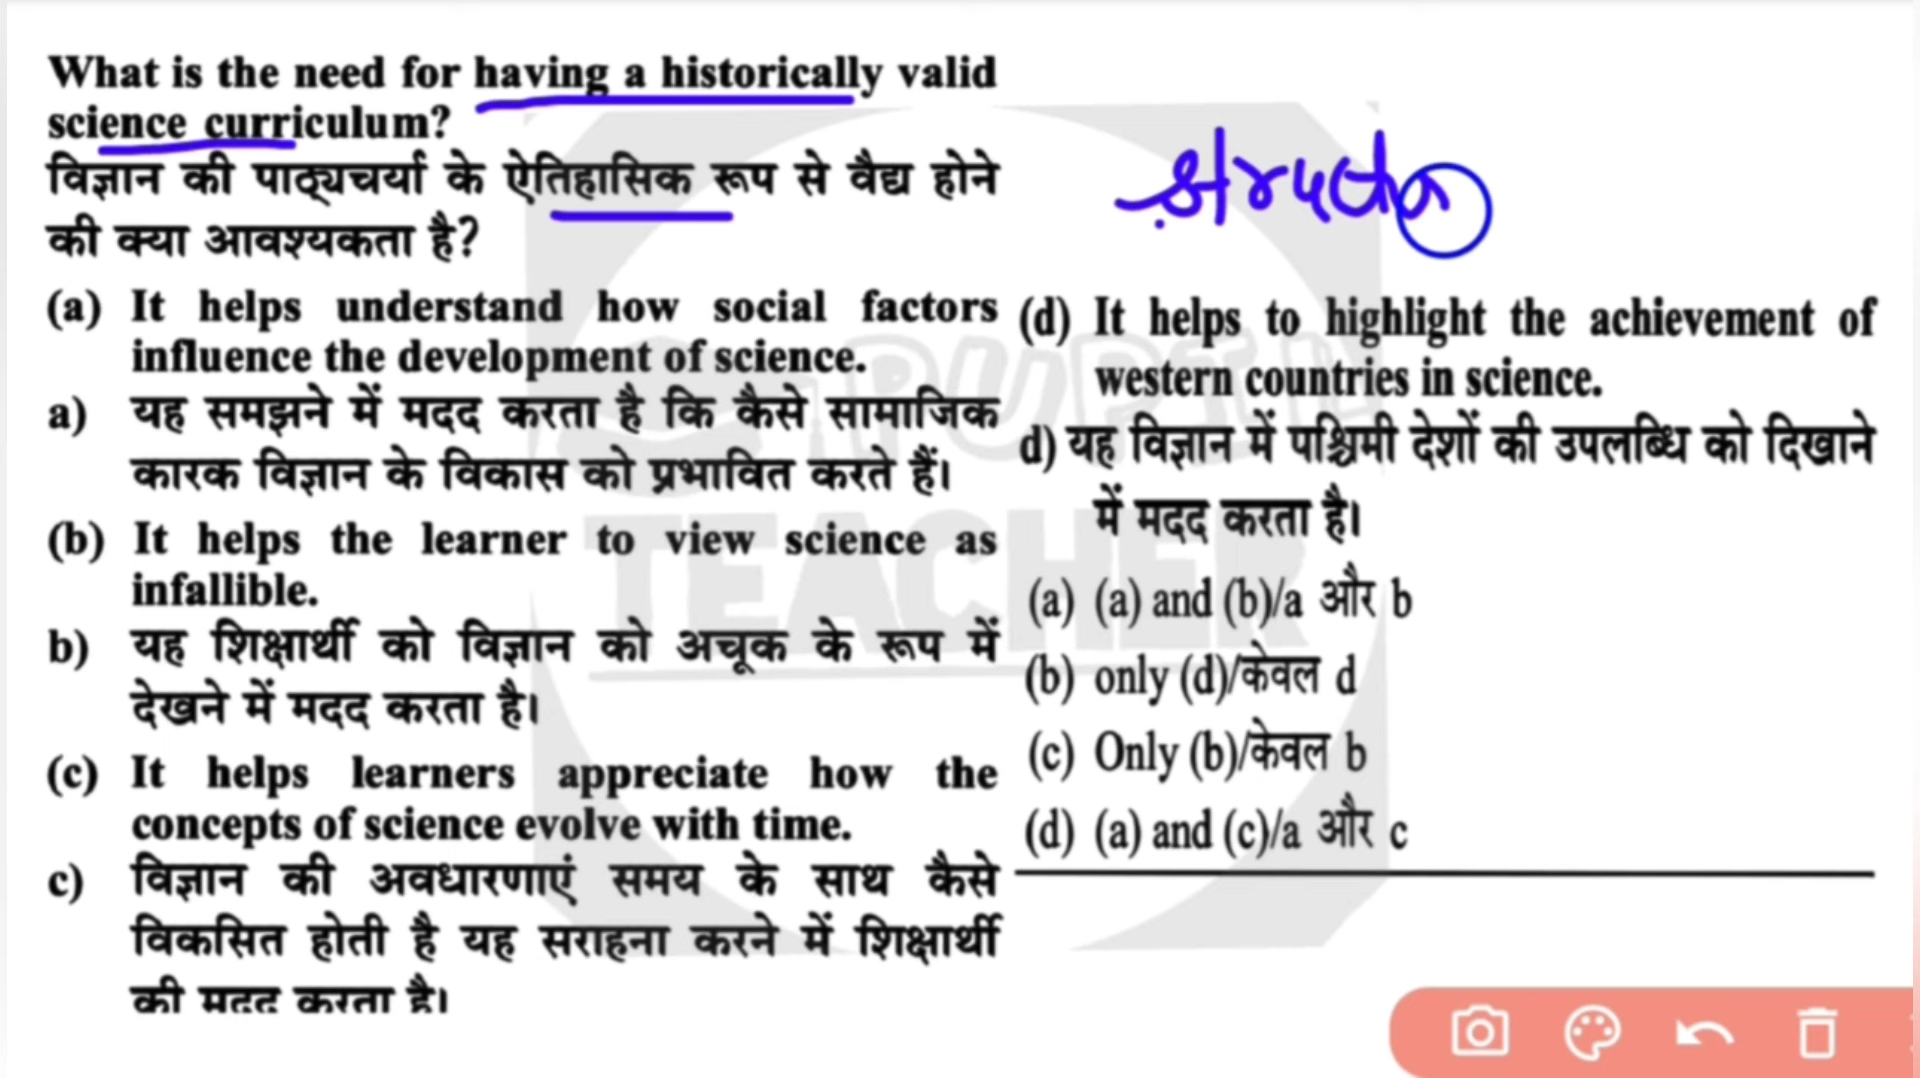 What is the need for having a historically valid
science curriculum?
विज्ञान की पाठ्यचर्या के ऐतिहासिक रूप से वैद्य होने
की क्या आवश्यकता है?
(a) It helps understand how social factors
influence the development of science.
a) यह समझने में मदद करता है कि कैसे सामाजिक
कारक विज्ञान के विकास को प्रभावित करते हैं।
(b) It helps the learner to view science as
infallible.
b) यह शिक्षार्थी को विज्ञान को अचूक के रूप में
देखने में मदद करता है।
(c) It helps learners appreciate how the
concepts of science evolve with time.
c) विज्ञान की अवधारणाएं समय के साथ कैसे
विकसित होती है यह सराहना करने में शिक्षार्थी
की मदद करता है।
(d) It helps to highlight the achievement of
western countries in science.
d) यह विज्ञान में पश्चिमी देशों की उपलब्धि को दिखाने
में मदद करता है।
(a) (a) and (b)/a और b
(b) only (d)/केवल d
(c) Only (b)/केवल b
(d) (a) and (c)/a और c
TEACHER